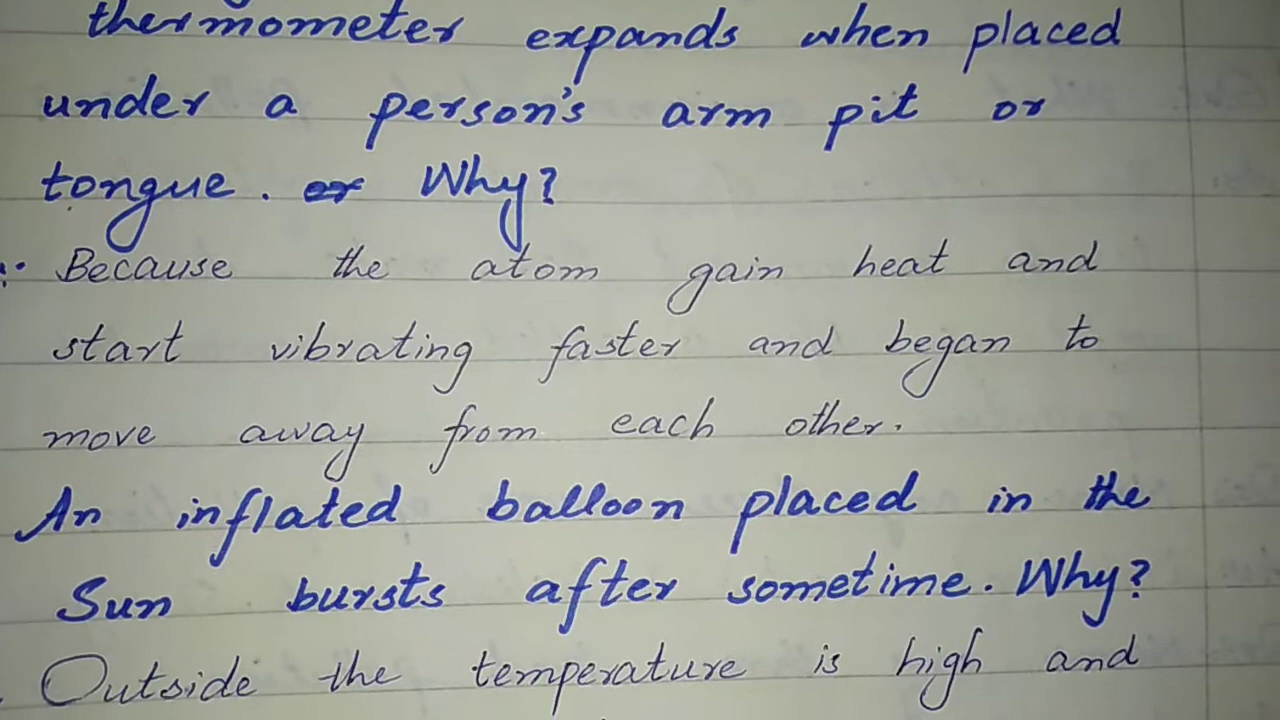 thermometer expands when placed
under a person's arm pit or
tongue. or Why?
: Because the atom gain heat and
start vibrating faster and began to
move away from each other.
An inflated balloon placed in the
Sun bursts after sometime. Why?
Outside the temperature is high and